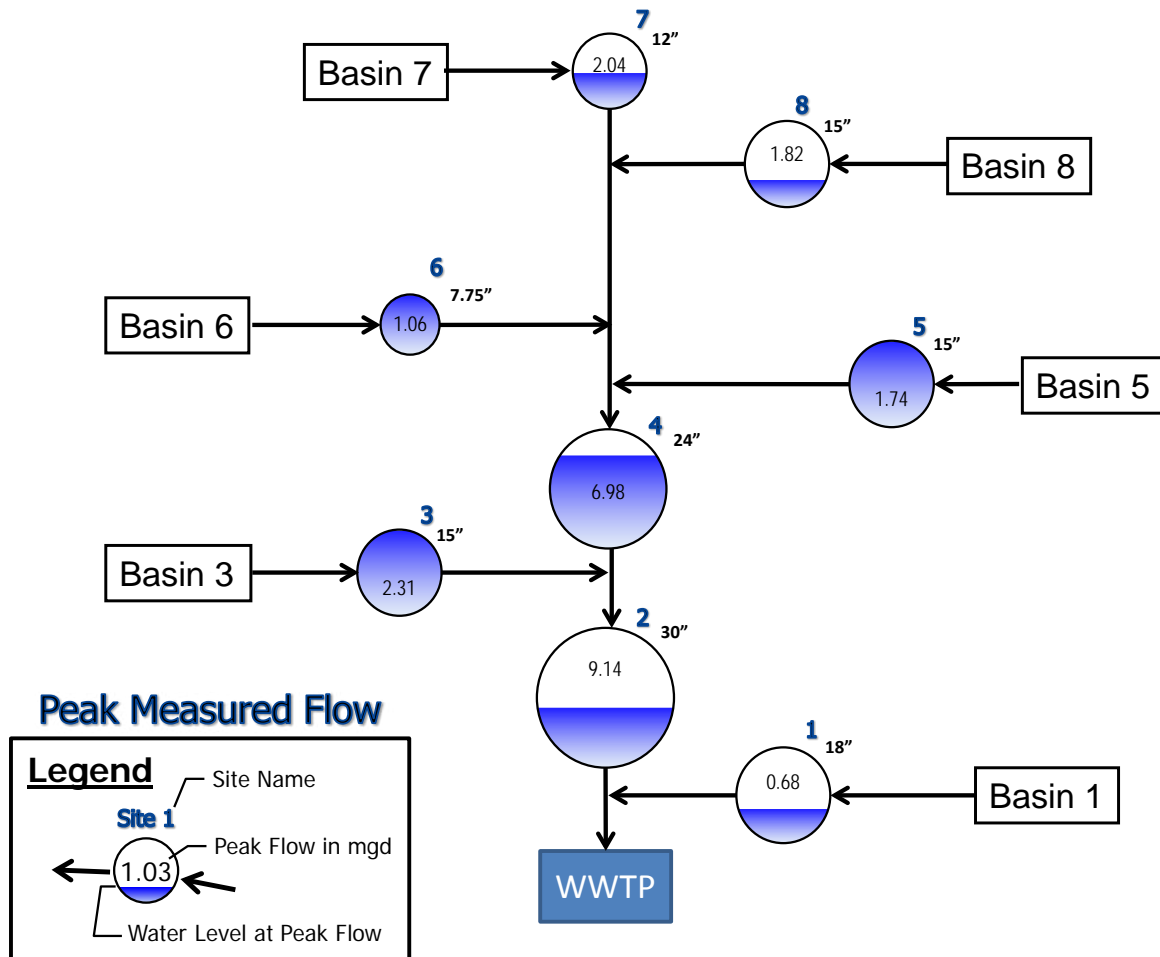 7
12”
Basin 7
2.04
8
15”
1.82
Basin 8
6
7.75”
Basin 6
1.06
5
15”
1.74
Basin 5
4
24”
6.98
3
15”
Basin 3
2.31
2
30”
9.14
1
18”
0.68
Basin 1
WWTP
Peak Measured Flow
Legend
Site Name
Site 1
Peak Flow in mgd
1.03
Water Level at Peak Flow